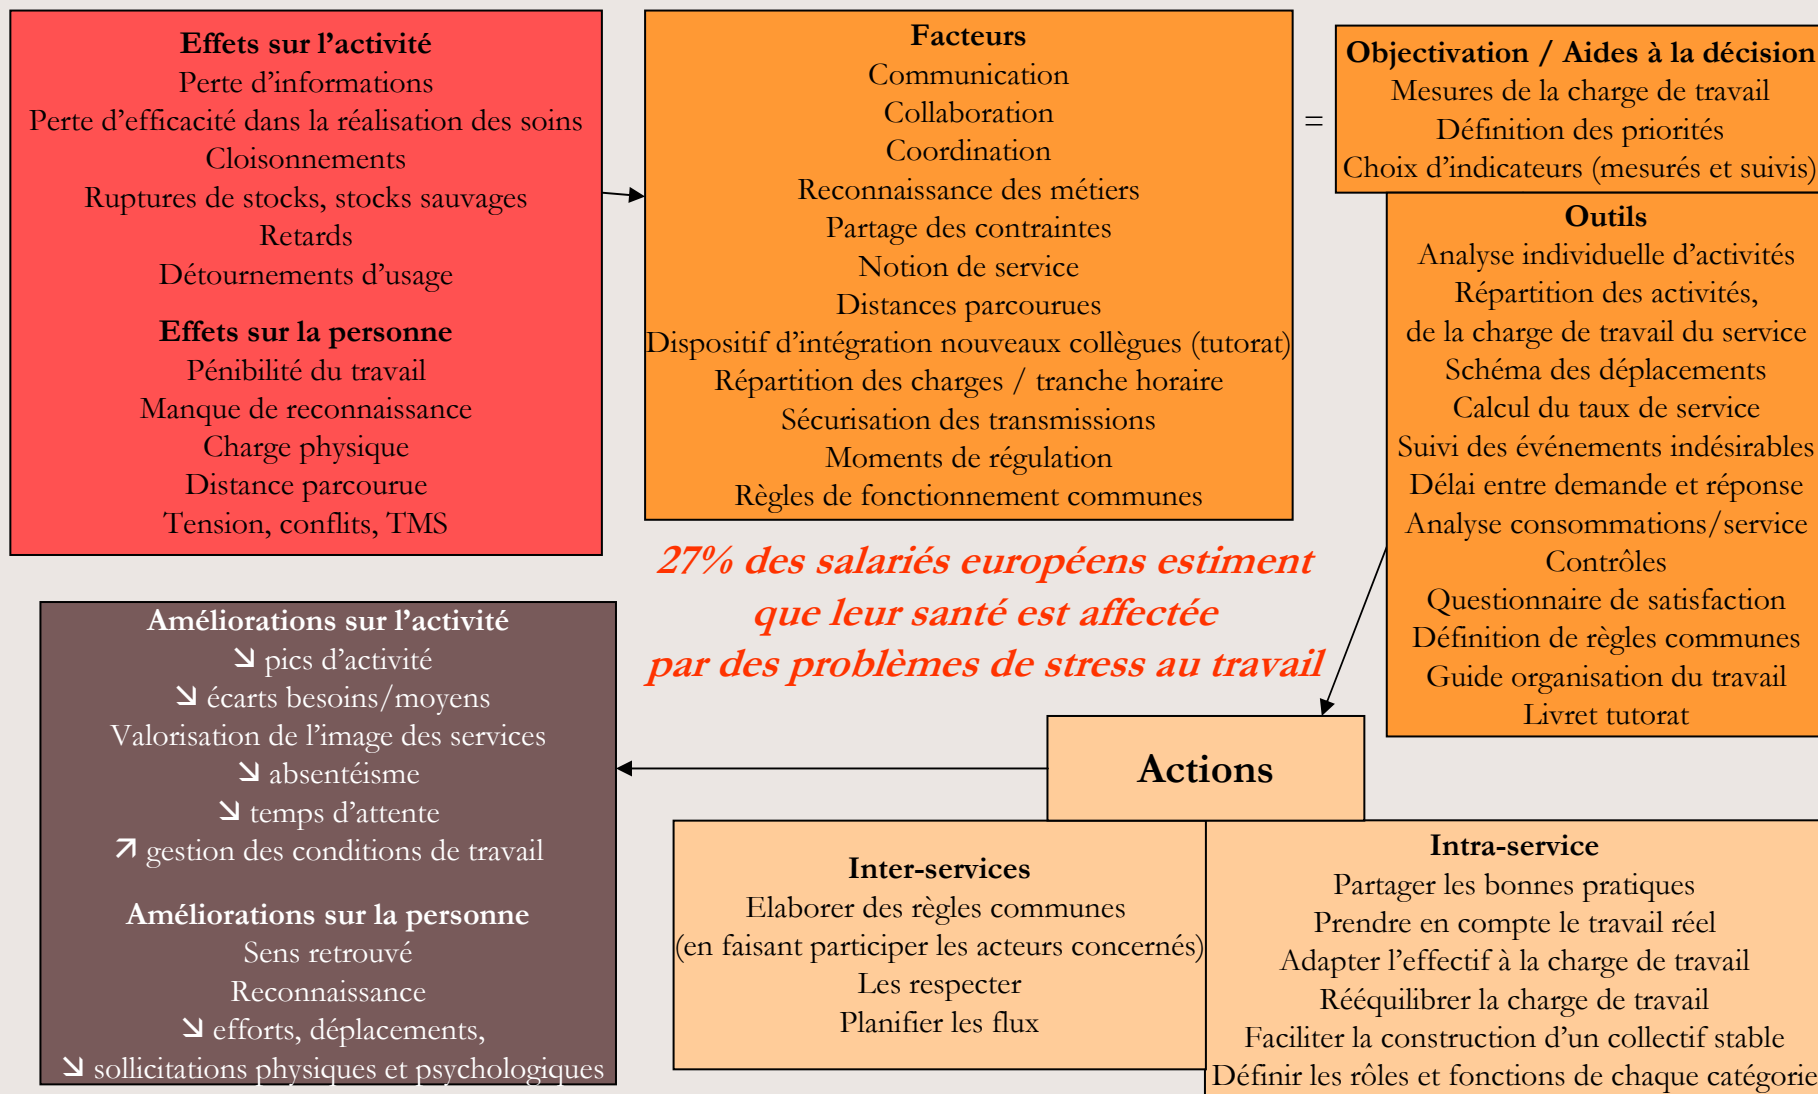 Effets sur l'activité
Perte d'informations
Perte d'efficacité dans la réalisation des soins
Cloisonnements
Ruptures de stocks, stocks sauvages
Retards
Détournements d'usage
Effets sur la personne
Pénibilité du travail
Manque de reconnaissance
Charge physique
Distance parcourue
Tension, conflits, TMS
Facteurs
Communication
Collaboration
Coordination
Reconnaissance des métiers
Partage des contraintes
Notion de service
Distances parcourues
Dispositif d'intégration nouveaux collègues (tutorat)
Répartition des charges / tranche horaire
Sécurisation des transmissions
Moments de régulation
Règles de fonctionnement communes
=
Objectivation / Aides à la décision
Mesures de la charge de travail
Définition des priorités
Choix d'indicateurs (mesurés et suivis)
Outils
Analyse individuelle d'activités
Répartition des activités,
de la charge de travail du service
Schéma des déplacements
Calcul du taux de service
Suivi des événements indésirables
Délai entre demande et réponse
Analyse consommations/service
Contrôles
Questionnaire de satisfaction
Définition de règles communes
Guide organisation du travail
Livret tutorat
27% des salariés européens estiment
que leur santé est affectée
par des problèmes de stress au travail
Actions
Inter-services
Elaborer des règles communes
(en faisant participer les acteurs concernés)
Les respecter
Planifier les flux
Intra-service
Partager les bonnes pratiques
Prendre en compte le travail réel
Adapter l'effectif à la charge de travail
Rééquilibrer la charge de travail
Faciliter la construction d'un collectif stable
Définir les rôles et fonctions de chaque catégorie
Améliorations sur l'activité
↘ pics d'activité
↘ écarts besoins/moyens
Valorisation de l'image des services
↘ absentéisme
↘ temps d'attente
↗ gestion des conditions de travail
Améliorations sur la personne
Sens retrouvé
Reconnaissance
↘ efforts, déplacements,
↘ sollicitations physiques et psychologiques